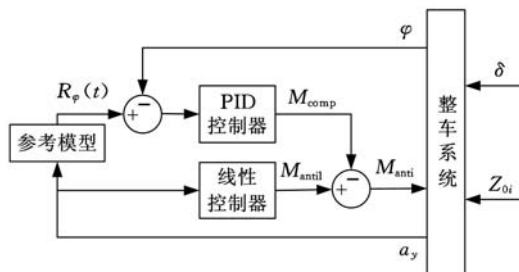 φ
R_φ(t)
PID
控制器
M_comp
参考模型
线性
控制器
M_antil
M_anti
a_y
整车系统
δ
Z_0i
+
−
+
−